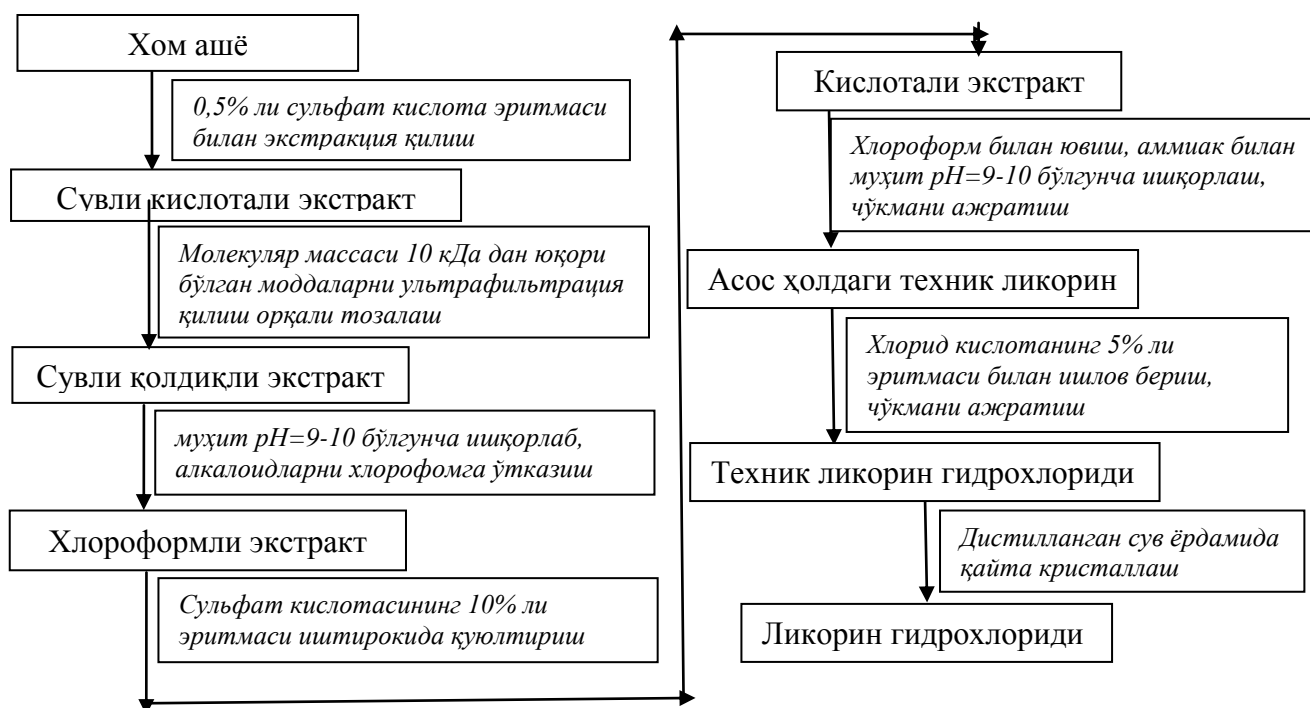 Хом ашё
0,5% ли сульфат кислота эритмаси
билан экстракция қилиш
Сувли кислотали экстракт
Молекуляр массаси 10 кДа дан юқори
бўлган моддаларни ультрафильтрация
қилиш орқали тозалаш
Сувли қолдиқли экстракт
муҳит pH=9-10 бўлгунча ишқорлаб,
алкалоидларни хлорофомга ўтказиш
Хлороформли экстракт
Сульфат кислотасининг 10% ли
эритмаси иштирокида қуюлтириш
Кислотали экстракт
Хлороформ билан ювиш, аммиак билан
муҳит pH=9-10 бўлгунча ишқорлаш,
чўкмани ажратиш
Асос ҳолдаги техник ликорин
Хлорид кислотанинг 5% ли
эритмаси билан ишлов бериш,
чўкмани ажратиш
Техник ликорин гидрохлориди
Дистилланган сув ёрдамида
қайта кристаллаш
Ликорин гидрохлориди